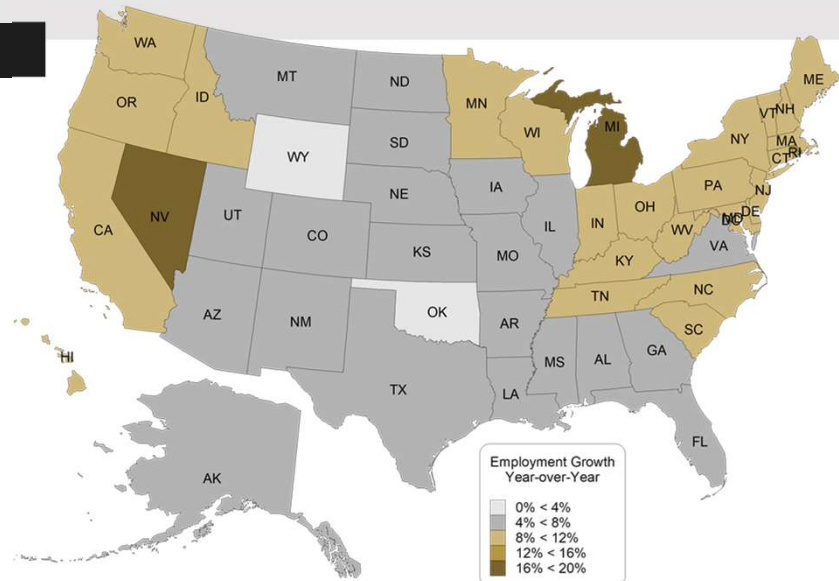 WA
MT
ND
MN
ME
OR
ID
SD
WI
MI
VT
NH
NY
MA
RI
CT
WY
IA
PA
NJ
NE
OH
DE
MD
DC
NV
UT
CO
IL
IN
WV
VA
CA
KS
MO
KY
NC
TN
AZ
NM
OK
AR
SC
MS
AL
GA
HI
TX
LA
FL
AK
Employment Growth
Year-over-Year
0% < 4%
4% < 8%
8% < 12%
12% < 16%
16% < 20%